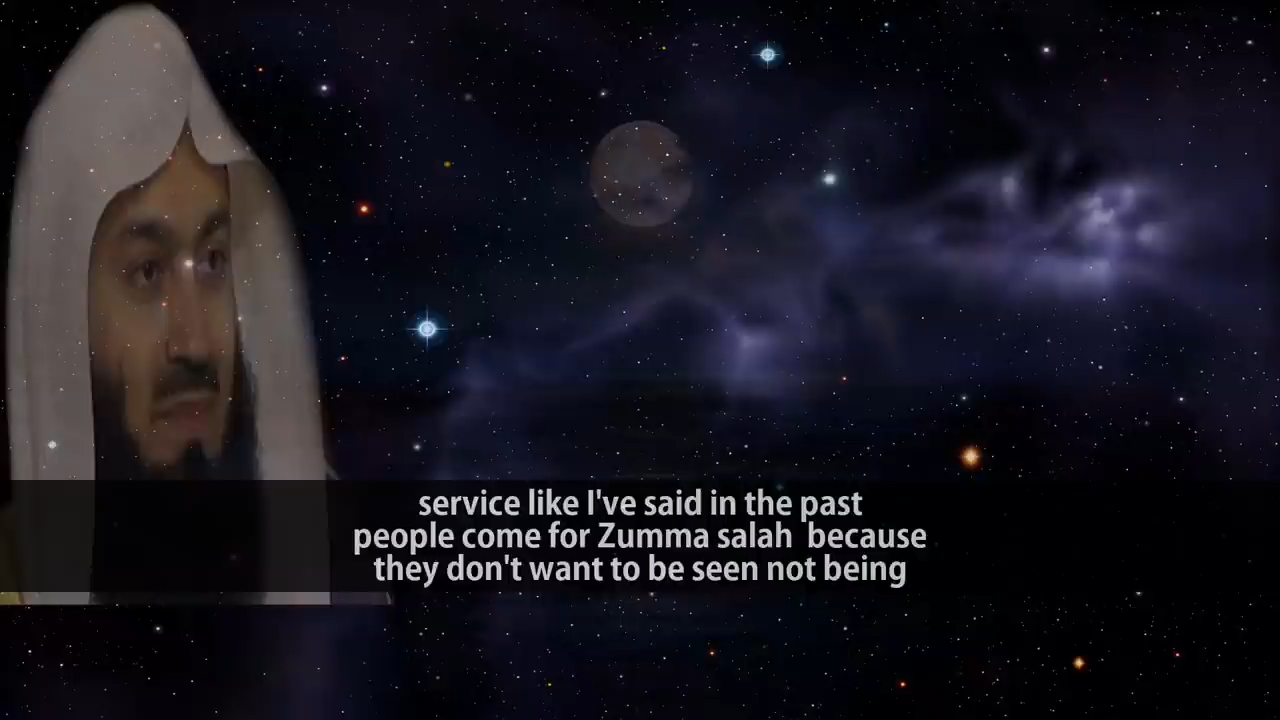 service like I've said in the past
people come for Zumma salah because
they don't want to be seen not being